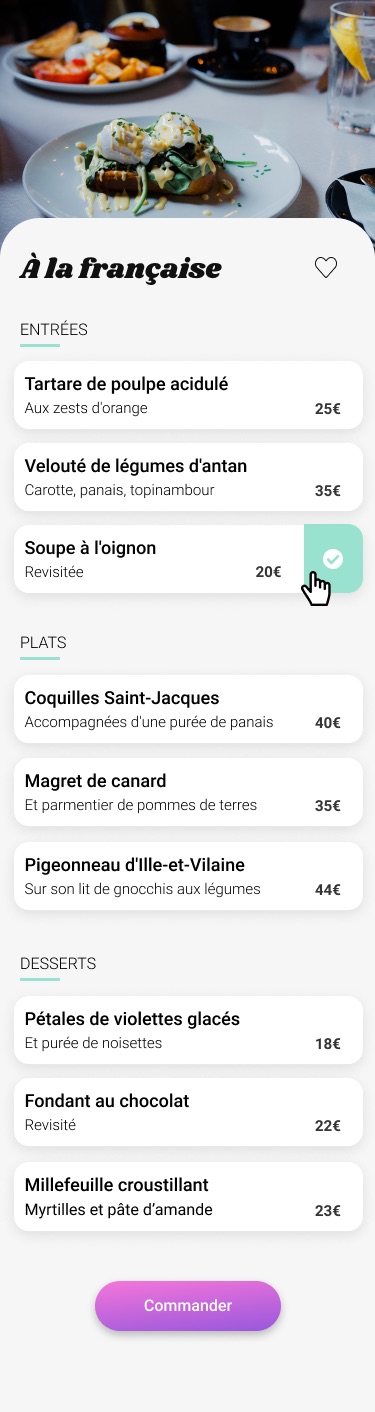 À la française
ENTRÉES
Tartare de poulpe acidulé
Aux zests d'orange
25€
Velouté de légumes d'antan
Carotte, panais, topinambour
35€
Soupe à l'oignon
Revisitée
20€
PLATS
Coquilles Saint-Jacques
Accompagnées d'une purée de panais
40€
Magret de canard
Et parmentier de pommes de terres
35€
Pigeonneau d'Ille-et-Vilaine
Sur son lit de gnocchis aux légumes
44€
DESSERTS
Pétales de violettes glacés
Et purée de noisettes
18€
Fondant au chocolat
Revisité
22€
Millefeuille croustillant
Myrtilles et pâte d’amande
23€
Commander